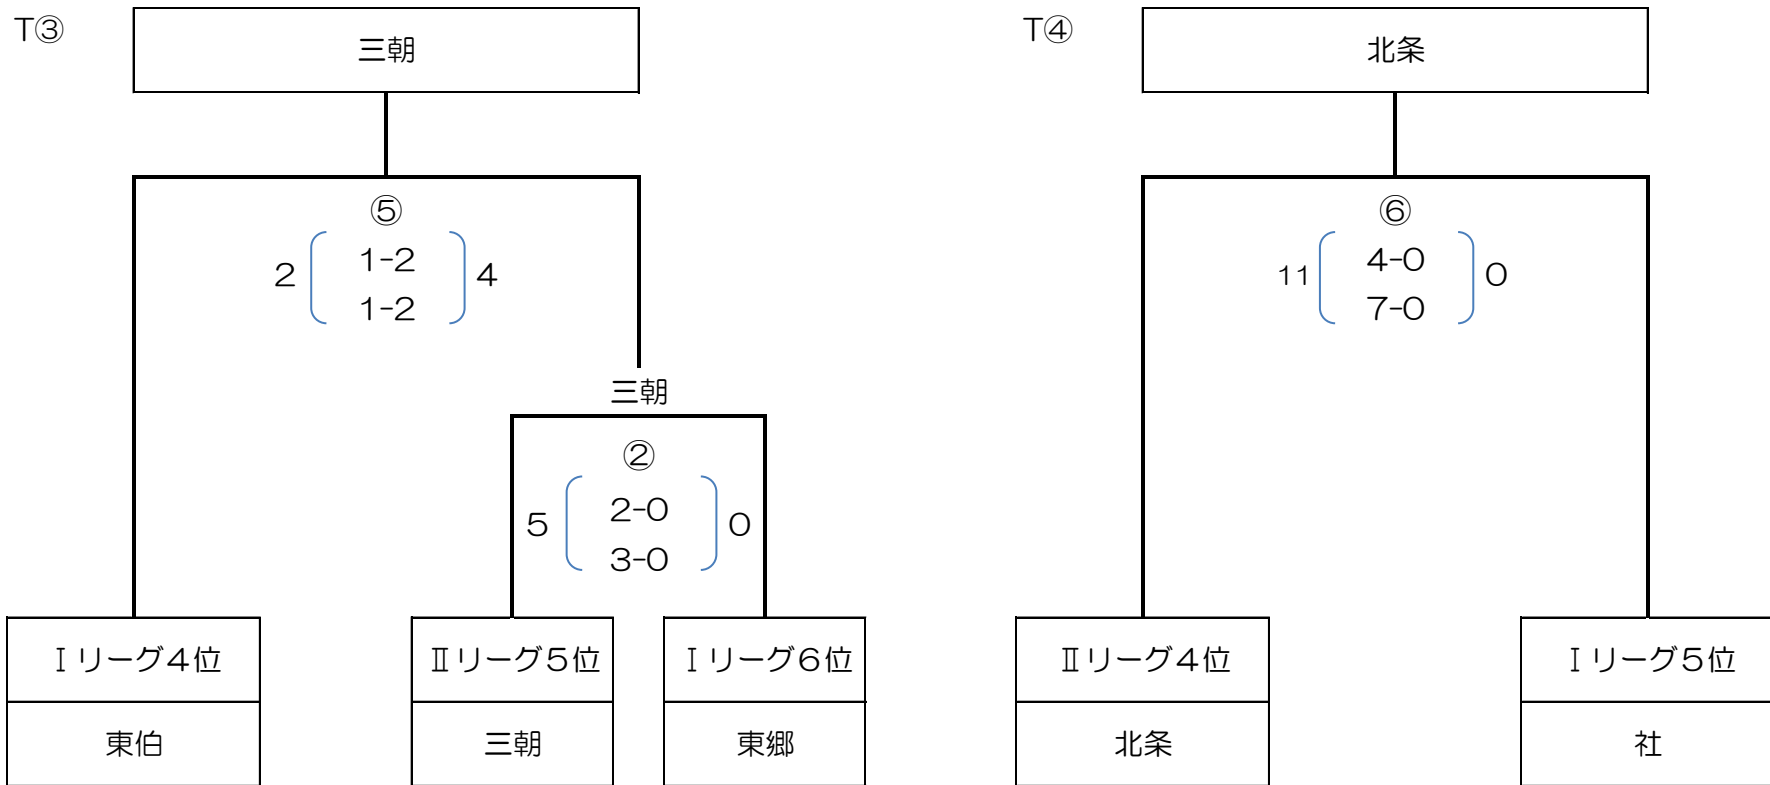 T③
三朝
⑤
2 1-2 4
1-2
三朝
②
5 2-0 0
3-0
Ⅰリーグ4位
Ⅱリーグ5位
Ⅰリーグ6位
東伯
三朝
東郷
T④
北条
⑥
11 4-0 0
7-0
Ⅱリーグ4位
Ⅰリーグ5位
北条
社